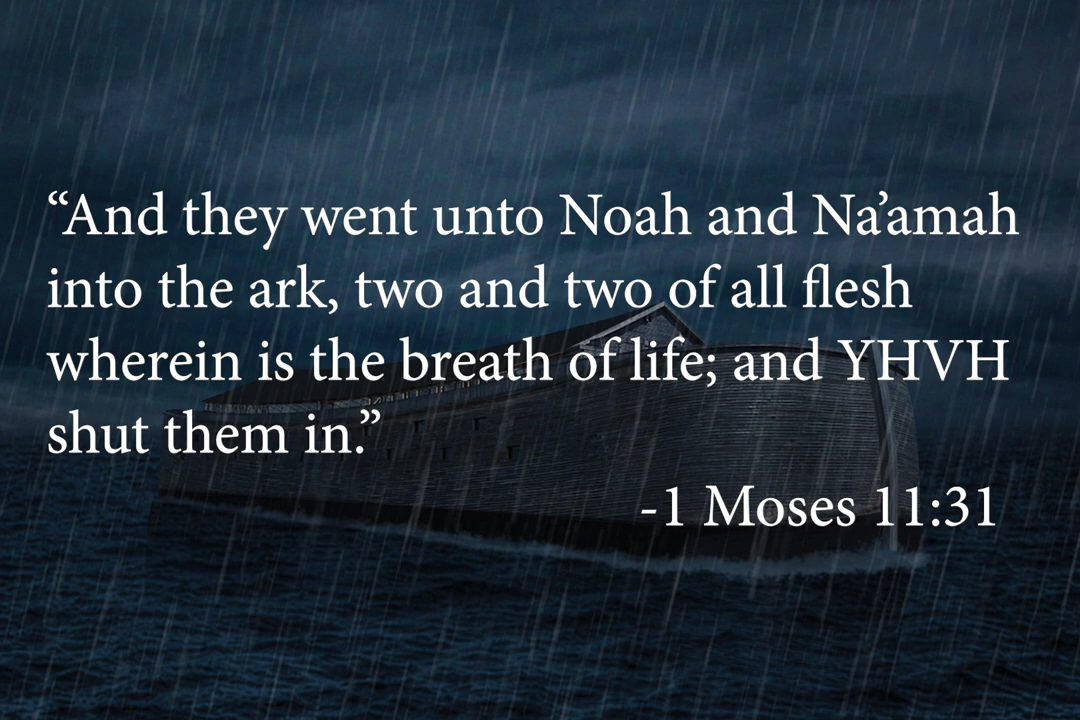 “And they went unto Noah and Na’amah
into the ark, two and two of all flesh
wherein is the breath of life; and YHVH
shut them in.”
-1 Moses 11:31